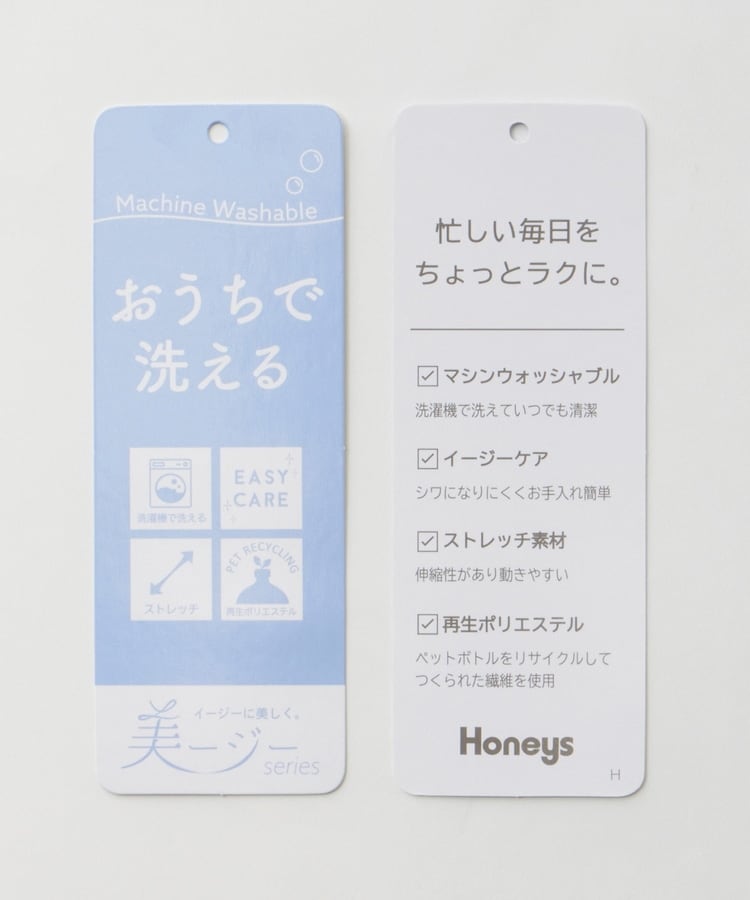 Machine Washable
おうちで
洗える
洗濯機で洗える
EASY
CARE
ストレッチ
PET RECYCLING
再生ポリエステル
イージーに美しく。
美ージー
series
忙しい毎日を
ちょっとラクに。
マシンウォッシャブル
洗濯機で洗えていつでも清潔
イージーケア
シワになりにくくお手入れ簡単
ストレッチ素材
伸縮性があり動きやすい
再生ポリエステル
ペットボトルをリサイクルして
つくられた繊維を使用
Honeys
H